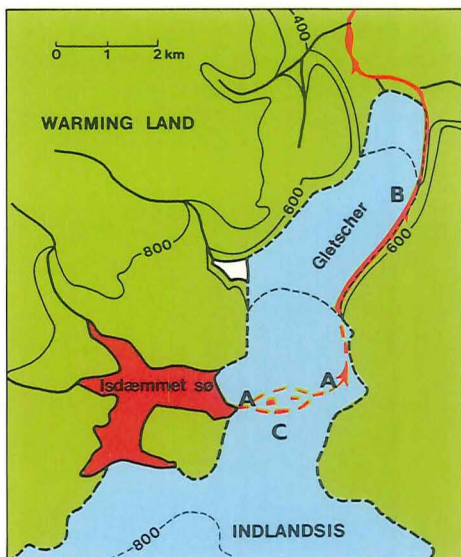 400
0 1 2 km
WARMING LAND
B
600
Gletscher
600
800
Isdæmmet sø
A A
C
800
INDLANDSIS